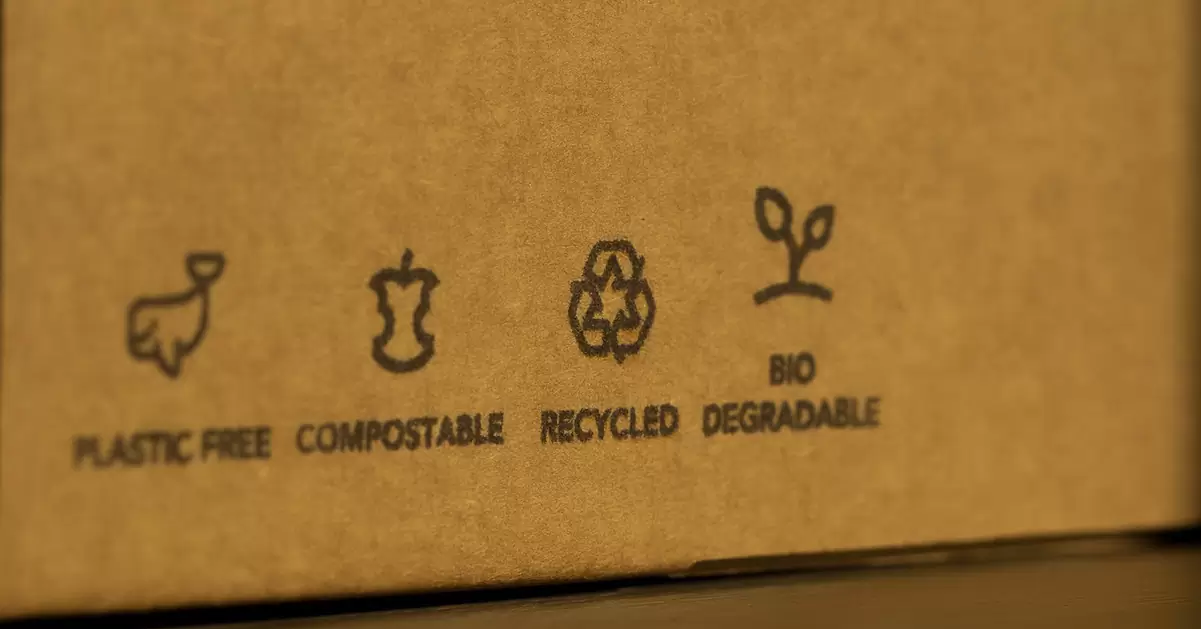 PLASTIC FREE
COMPOSTABLE
RECYCLED
BIO
DEGRADABLE